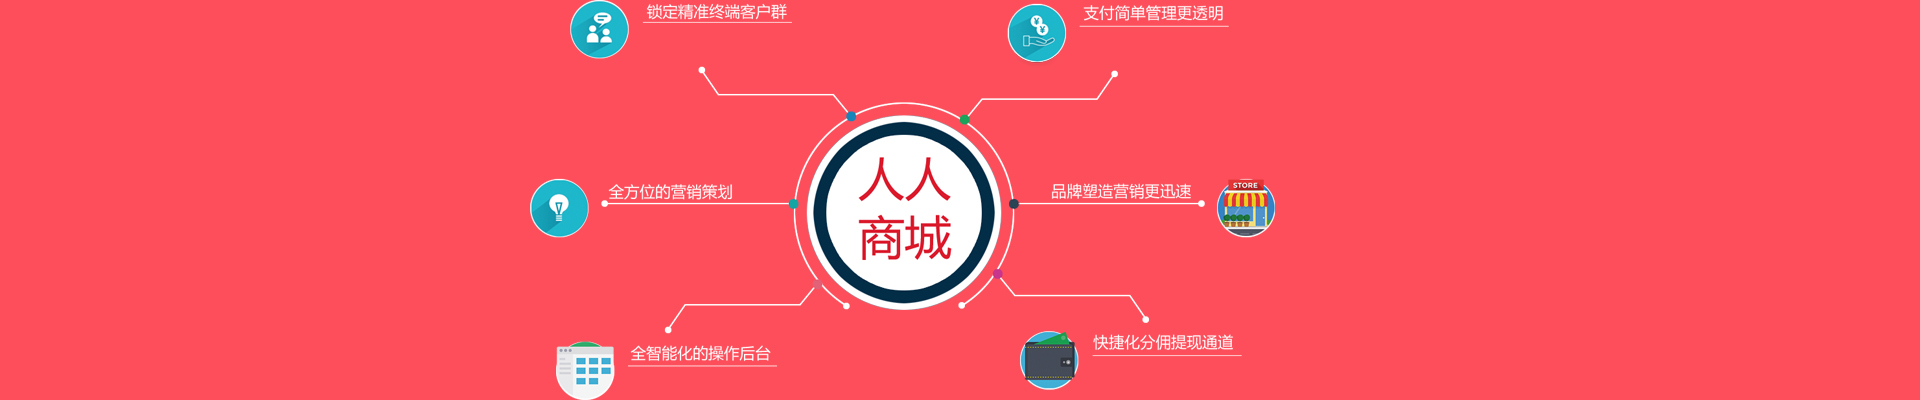 锁定精准终端客户群
支付简单管理更透明
人人
商城
全方位的营销策划
品牌塑造营销更迅速
STORE
全智能化的操作后台
快捷化分佣提现通道